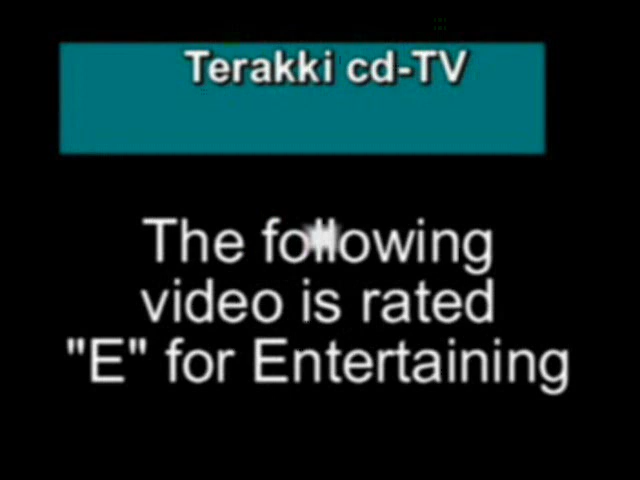 Terakki cd-TV
The following
video is rated
"E" for Entertaining